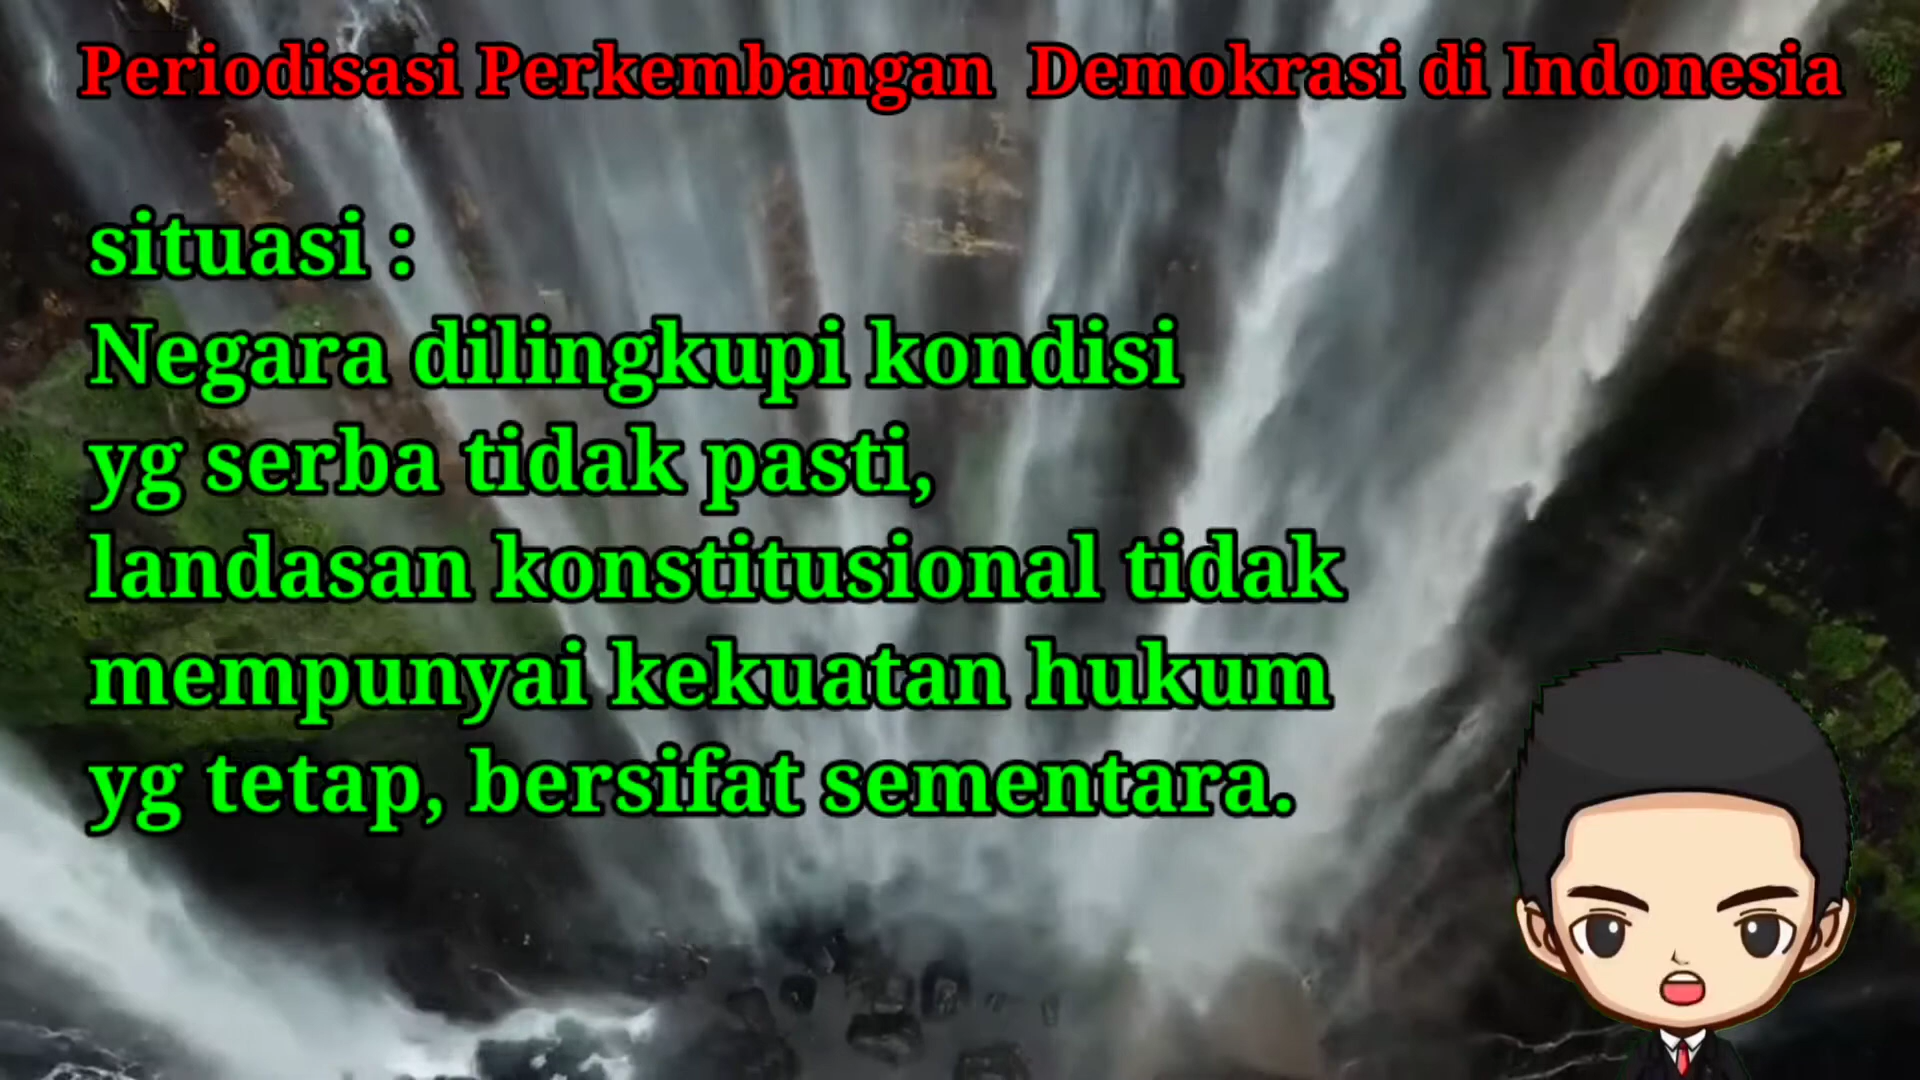 Periodisasi Perkembangan Demokrasi di Indonesia
situasi :
Negara dilingkupi kondisi
yg serba tidak pasti,
landasan konstitusional tidak
mempunyai kekuatan hukum
yg tetap, bersifat sementara.